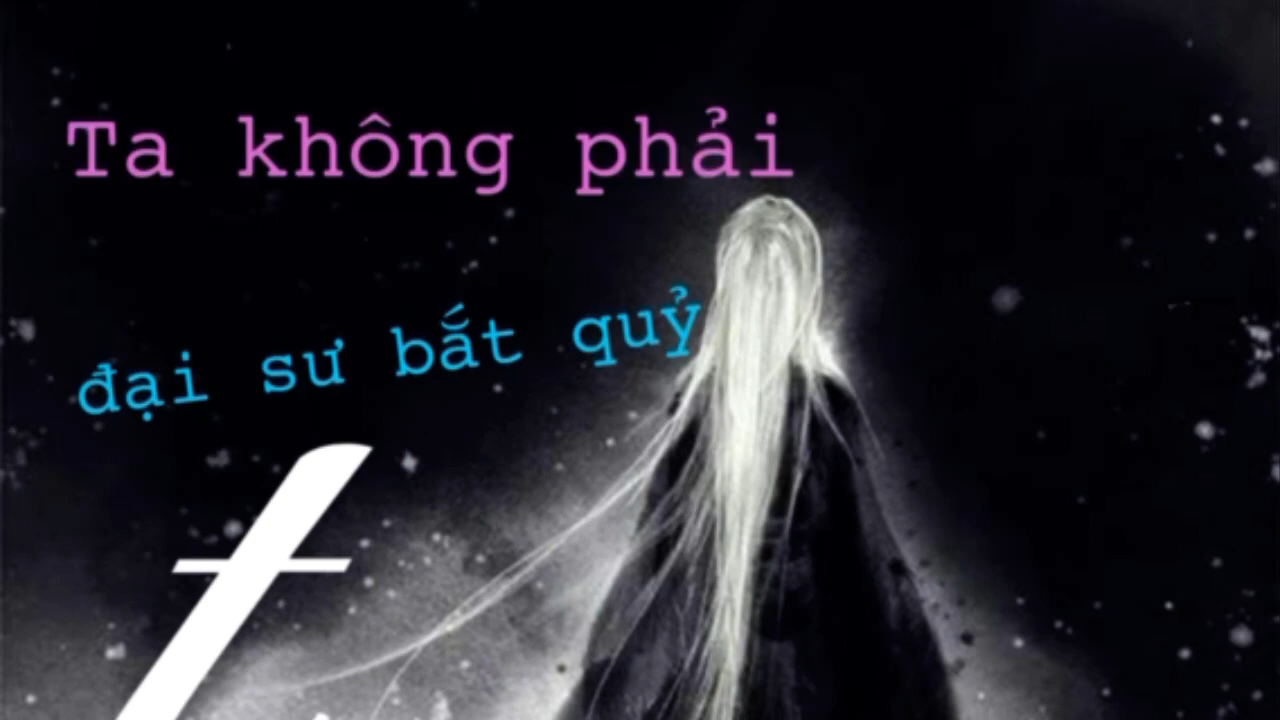 Ta không phải
đại sư bắt quỷ